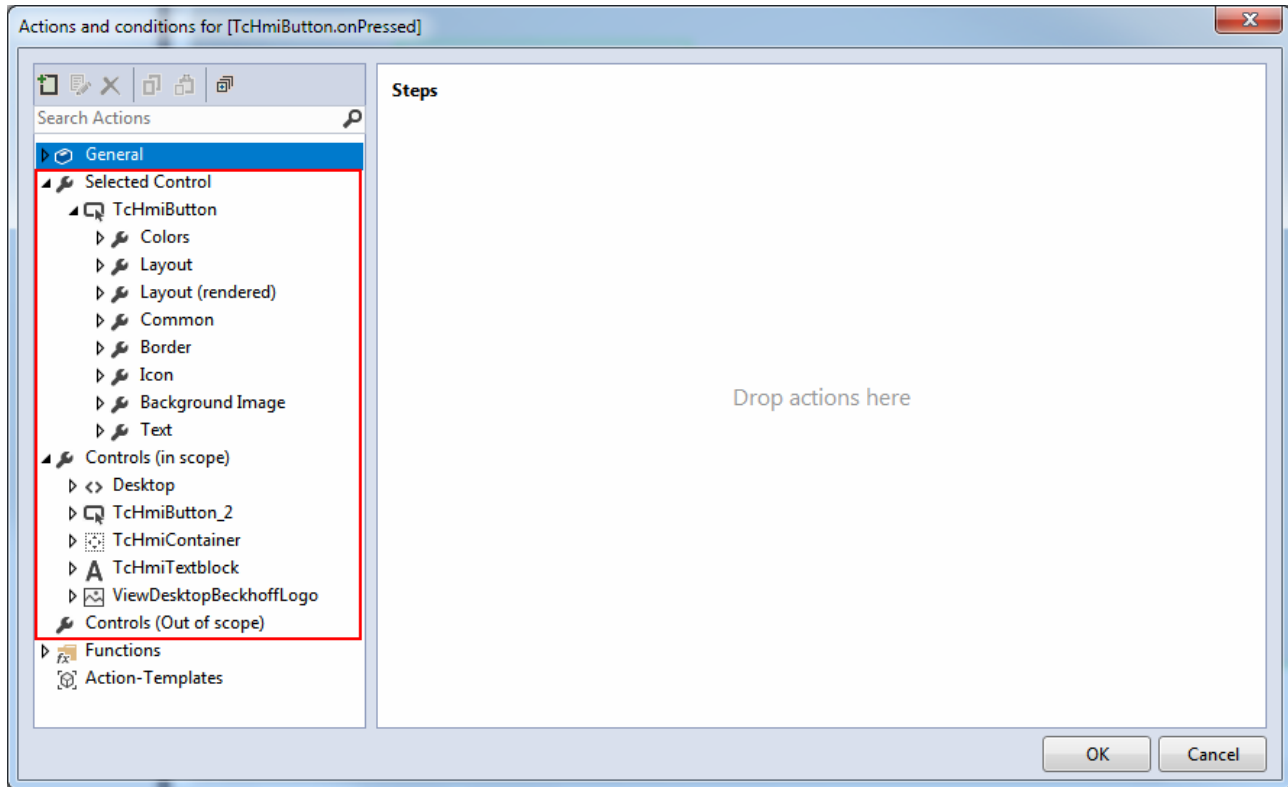 Actions and conditions for [TcHmiButton.onPressed]
Search Actions
General
Selected Control
TcHmiButton
Colors
Layout
Layout (rendered)
Common
Border
Icon
Background Image
Text
Controls (in scope)
Desktop
TcHmiButton_2
TcHmiContainer
A TcHmiTextblock
ViewDesktopBeckhoffLogo
Controls (Out of scope)
fx Functions
Action-Templates
Steps
Drop actions here
OK Cancel